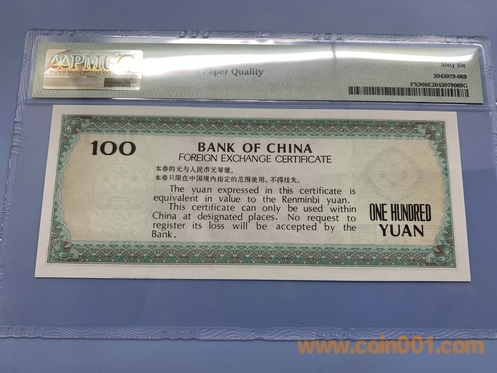 PMG
PAPER MONEY GUARANTY
Paper Quality
Sixty Six
2043079-069
100
BANK OF CHINA
FOREIGN EXCHANGE CERTIFICATE
本券的元与人民币元等值。
本券只限在中国境内指定的范围使用,不得挂失。
The yuan expressed in this certificate is
equivalent in value to the Renminbi yuan.
This certificate can only be used within
China at designated places. No request to
register its loss will be accepted by the
Bank.
ONE HUNDRED
YUAN
www.coin001.com